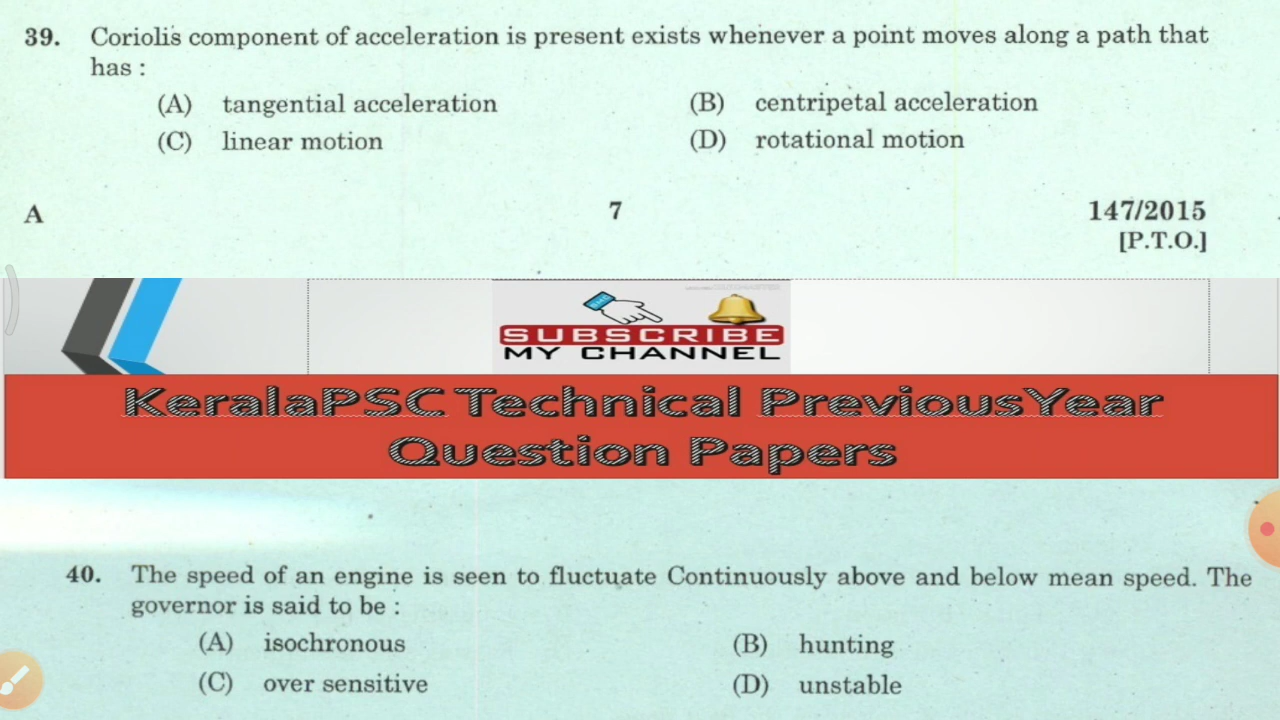 39. Coriolis component of acceleration is present exists whenever a point moves along a path that
has :
(A) tangential acceleration (B) centripetal acceleration
(C) linear motion (D) rotational motion
A 7 147/2015
[P.T.O.]
SUBSCRIBE
MY CHANNEL
KeralaPSC Technical PreviousYear
Question Papers
40. The speed of an engine is seen to fluctuate Continuously above and below mean speed. The
governor is said to be :
(A) isochronous (B) hunting
(C) over sensitive (D) unstable